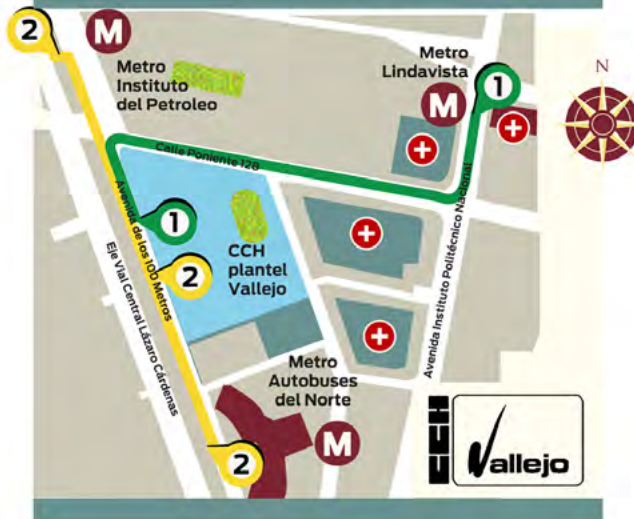 2
M
Metro
Instituto
del Petroleo
Metro
Lindavista
M
1
N
Calle Poniente 128
Avenida de los 100 Metros
1
2
CCH
plantel
Vallejo
Eje Vial Central Lázaro Cárdenas
Avenida Instituto Politécnico Nacional
Metro
Autobuses
del Norte
M
2
CCH
Vallejo